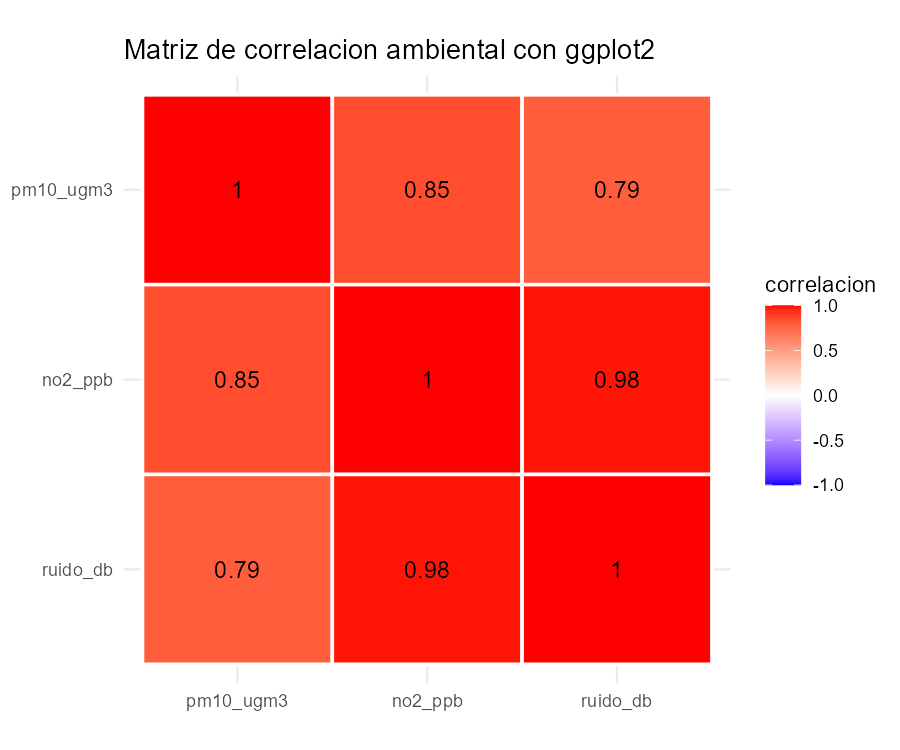 Matriz de correlacion ambiental con ggplot2
pm10_ugm3
1
0.85
0.79
no2_ppb
0.85
1
0.98
ruido_db
0.79
0.98
1
pm10_ugm3
no2_ppb
ruido_db
correlacion
1.0
0.5
0.0
-0.5
-1.0